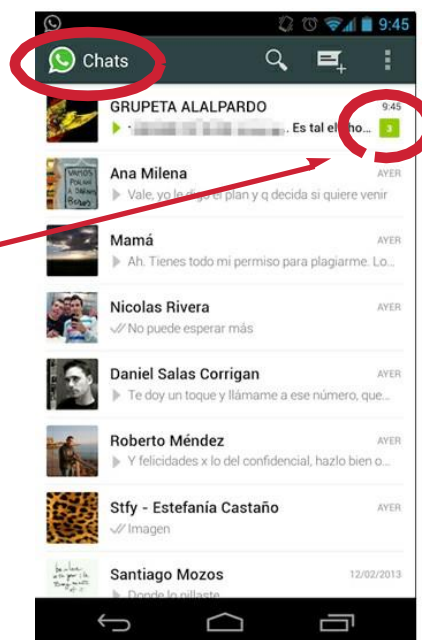 9:45
Chats
GRUPETA ALALPARDO 9:45
. Es tal el ho... 3
Ana Milena AYER
Vale, yo le digo el plan y q decida si quiere venir
Mamá AYER
Ah. Tienes todo mi permiso para plagiarme. Lo...
Nicolas Rivera AYER
No puede esperar más
Daniel Salas Corrigan AYER
Te doy un toque y llámame a ese número, que...
Roberto Méndez AYER
Y felicidades x lo del confidencial, hazlo bien o...
Stfy - Estefanía Castaño AYER
Imagen
Santiago Mozos 12/02/2013
Donde lo pillaste